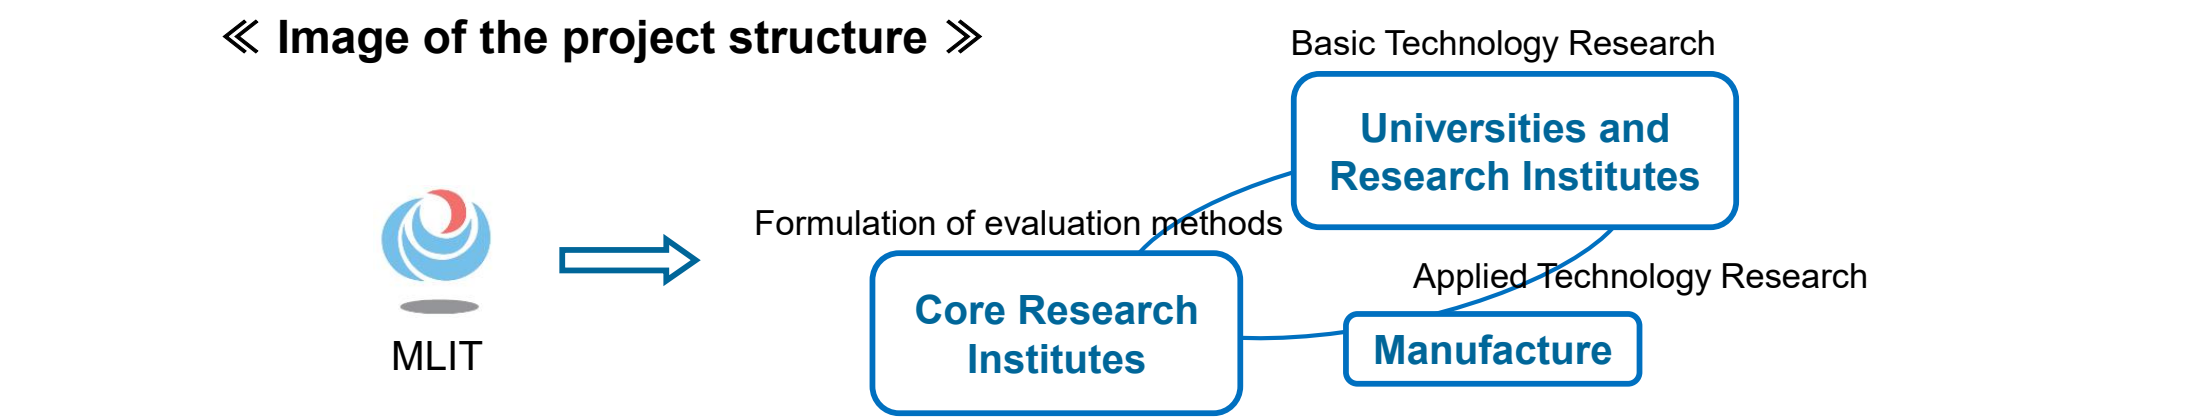 ≪ Image of the project structure ≫
Basic Technology Research
Universities and
Research Institutes
Formulation of evaluation methods
Core Research
Institutes
Applied Technology Research
Manufacture
MLIT